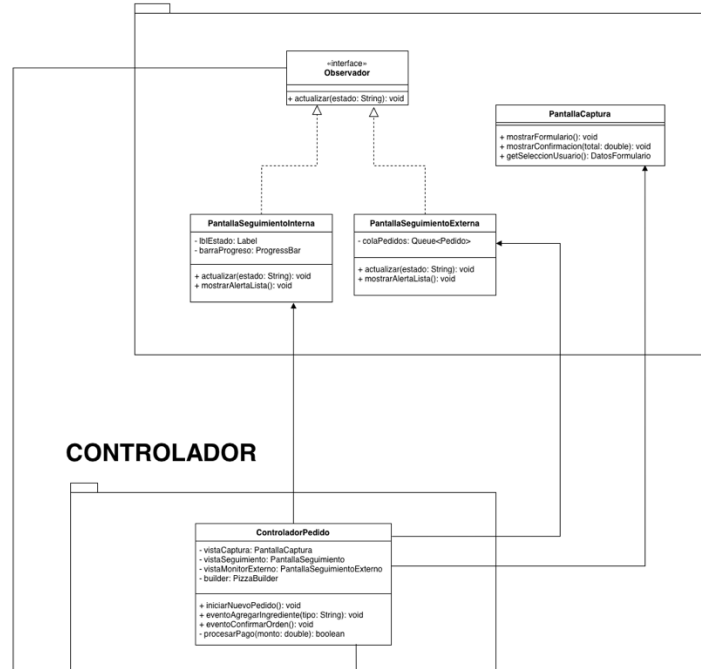 «interface»
Observador
+ actualizar(estado: String): void
PantallaCaptura
+ mostrarFormulario(): void
+ mostrarConfirmacion(total: double): void
+ getSeleccionUsuario(): DatosFormulario
PantallaSeguimientoInterna
- lblEstado: Label
- barraProgreso: ProgressBar
+ actualizar(estado: String): void
+ mostrarAlertaLista(): void
PantallaSeguimientoExterna
- colaPedidos: Queue<Pedido>
+ actualizar(estado: String): void
+ mostrarAlertaLista(): void
CONTROLADOR
ControladorPedido
- vistaCaptura: PantallaCaptura
- vistaSeguimiento: PantallaSeguimiento
- vistaMonitorExterno: PantallaSeguimientoExterno
- builder: PizzaBuilder
+ iniciarNuevoPedido(): void
+ eventoAgregarIngrediente(tipo: String): void
+ eventoConfirmarOrden(): void
- procesarPago(monto: double): boolean